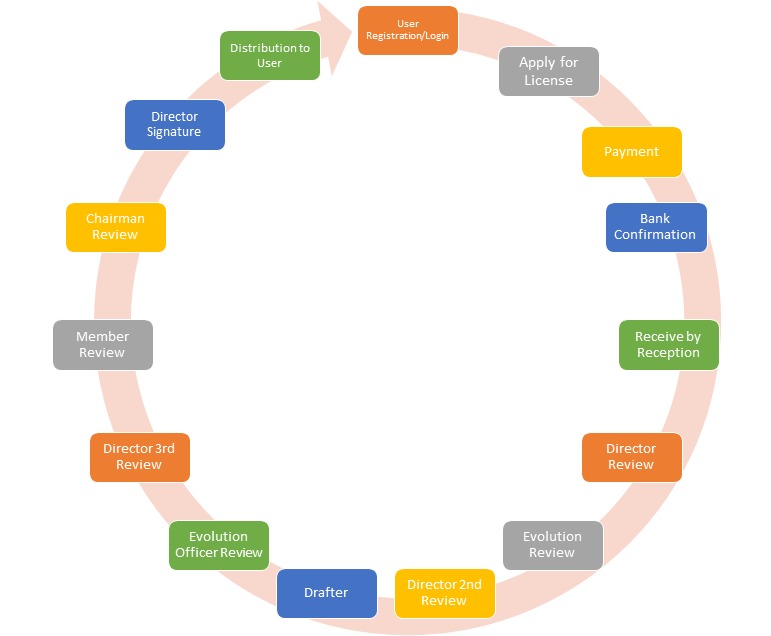 User
Registration/Login
Apply for
License
Payment
Bank
Confirmation
Receive by
Reception
Director
Review
Evolution
Review
Director 2nd
Review
Drafter
Evolution
Officer Review
Director 3rd
Review
Member
Review
Chairman
Review
Director
Signature
Distribution to
User